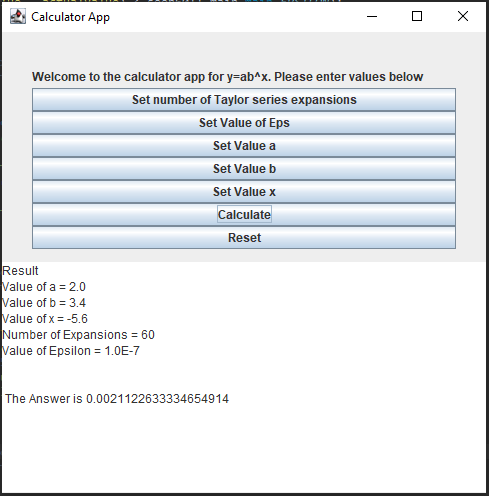 Calculator App
Welcome to the calculator app for y=ab^x. Please enter values below
Set number of Taylor series expansions
Set Value of Eps
Set Value a
Set Value b
Set Value x
Calculate
Reset
Result
Value of a = 2.0
Value of b = 3.4
Value of x = -5.6
Number of Expansions = 60
Value of Epsilon = 1.0E-7
The Answer is 0.0021122633334654914